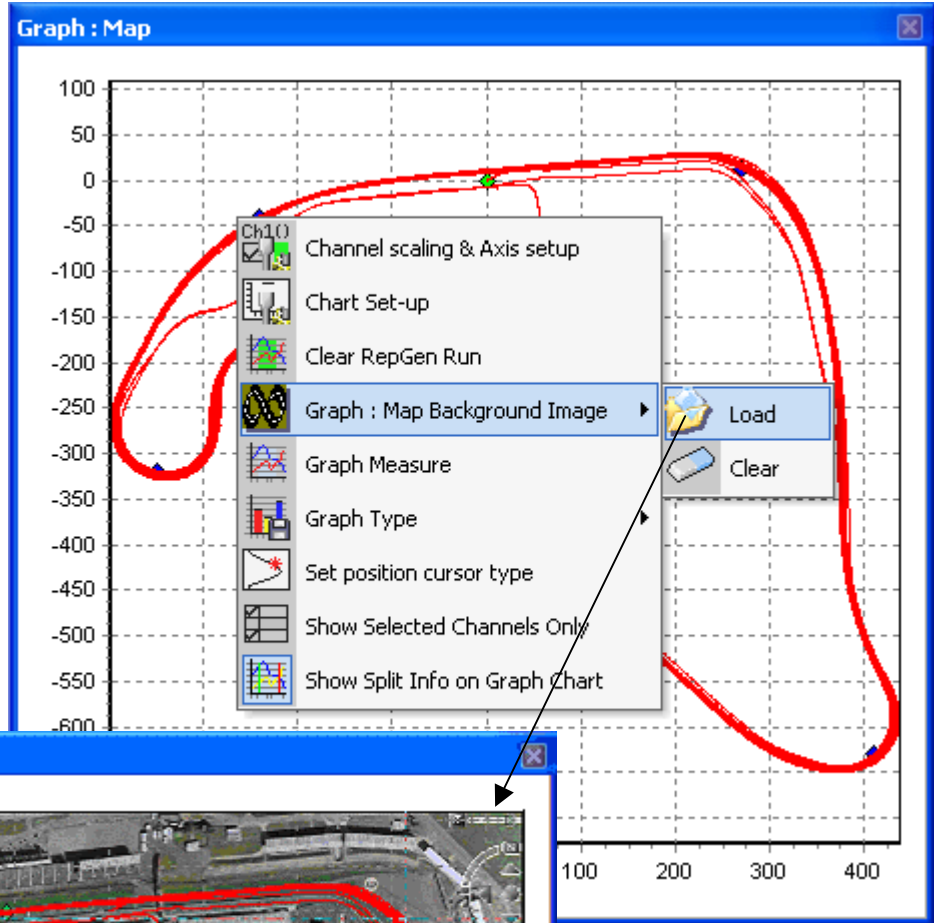 Graph : Map
100
50
0
-50
-100
-150
-200
-250
-300
-350
-400
-450
-500
-550
-600
Ch1()
Channel scaling & Axis setup
Chart Set-up
Clear RepGen Run
Graph : Map Background Image
Load
Clear
Graph Measure
Graph Type
Set position cursor type
Show Selected Channels Only
Show Split Info on Graph Chart
100 200 300 400